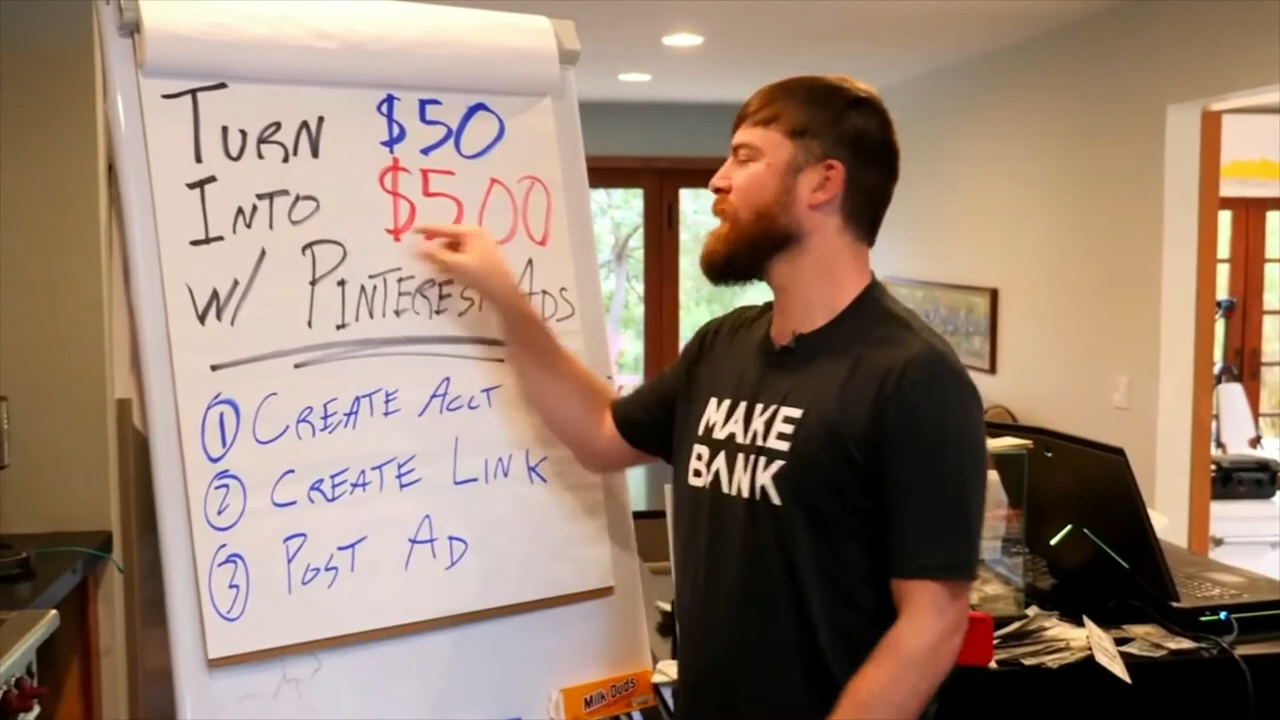 TURN $50
INTO $500
W/ PINTEREST ADS
1 CREATE ACCT
2 CREATE LINK
3 POST AD
MAKE
BANK
Milk Duds